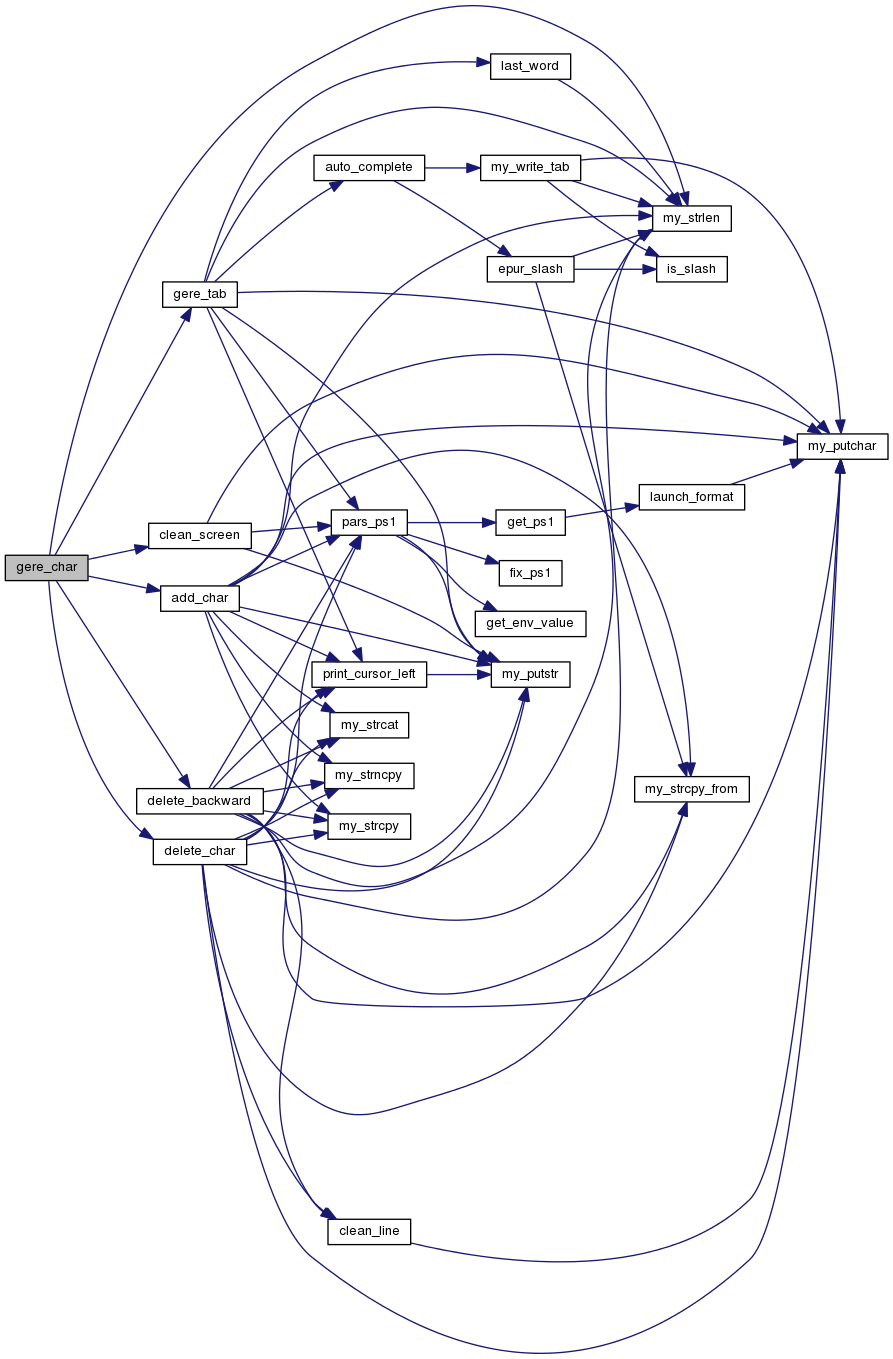 last_word
auto_complete
my_write_tab
my_strlen
epur_slash
is_slash
gere_tab
my_putchar
launch_format
pars_ps1
get_ps1
clean_screen
gere_char
fix_ps1
add_char
get_env_value
print_cursor_left
my_putstr
my_strcat
my_strncpy
my_strcpy_from
delete_backward
my_strcpy
delete_char
clean_line